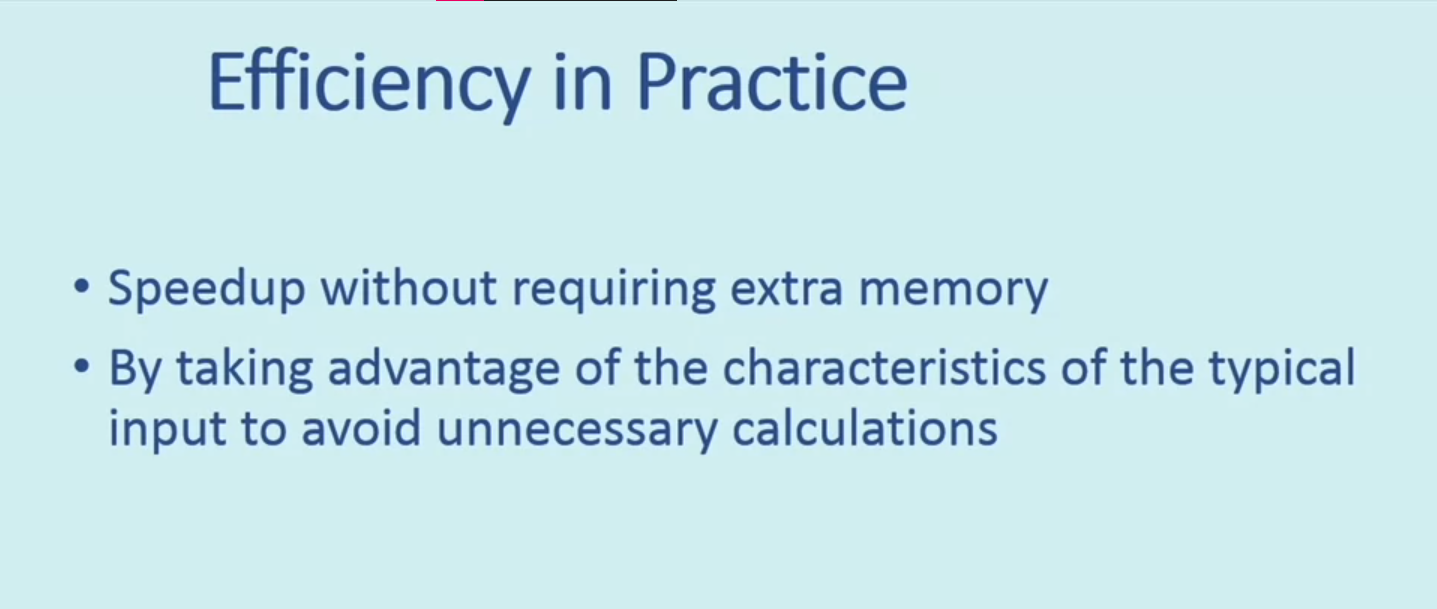 Efficiency in Practice
• Speedup without requiring extra memory
• By taking advantage of the characteristics of the typical
input to avoid unnecessary calculations